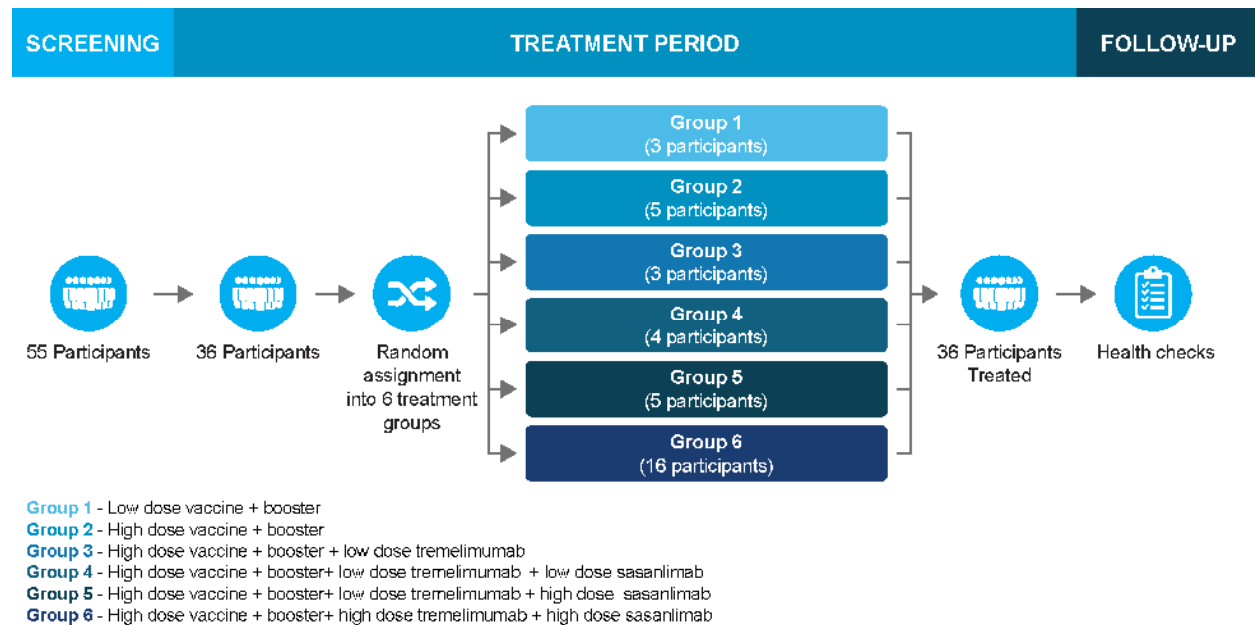 SCREENING
TREATMENT PERIOD
FOLLOW-UP
Group 1
(3 participants)
Group 2
(5 participants)
Group 3
(3 participants)
Group 4
(4 participants)
Group 5
(5 participants)
Group 6
(16 participants)
55 Participants
36 Participants
Random
assignment
into 6 treatment
groups
36 Participants
Treated
Health checks
Group 1 - Low dose vaccine + booster
Group 2 - High dose vaccine + booster
Group 3 - High dose vaccine + booster + low dose tremelimumab
Group 4 - High dose vaccine + booster+ low dose tremelimumab + low dose sasanlimab
Group 5 - High dose vaccine + booster+ low dose tremelimumab + high dose sasanlimab
Group 6 - High dose vaccine + booster+ high dose tremelimumab + high dose sasanlimab